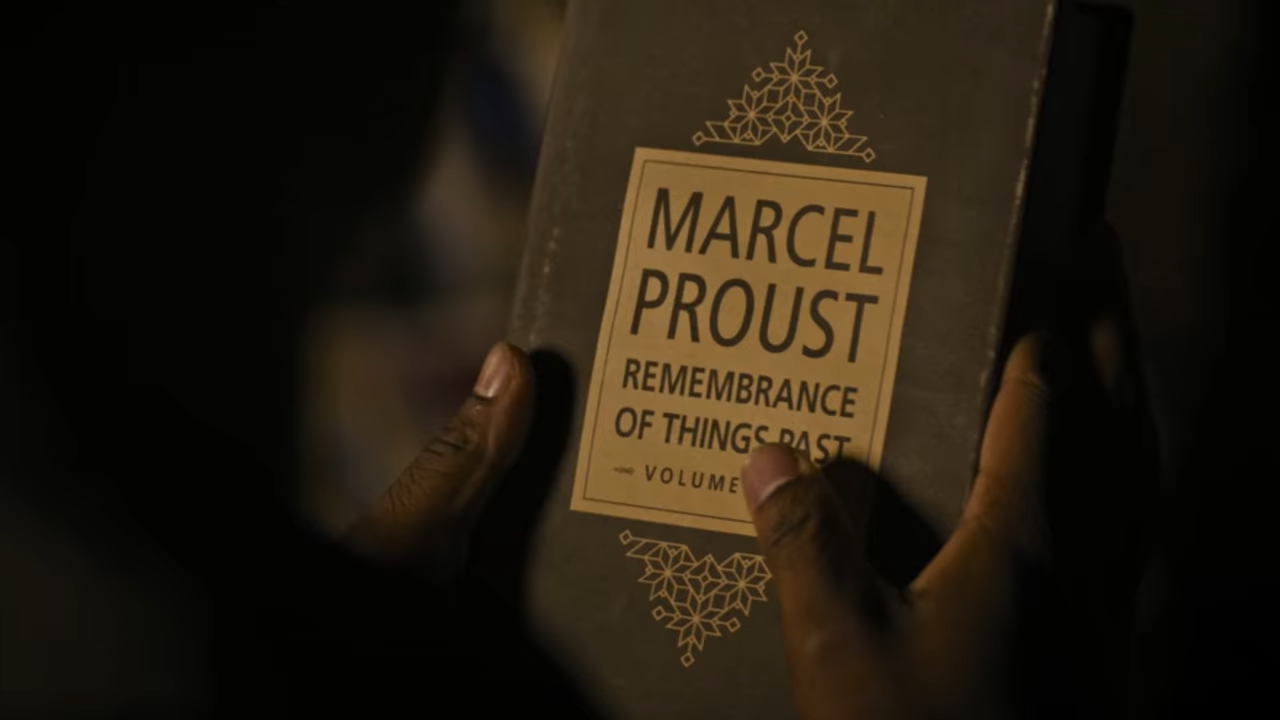 MARCEL
PROUST
REMEMBRANCE
OF THINGS PAST
VOLUME